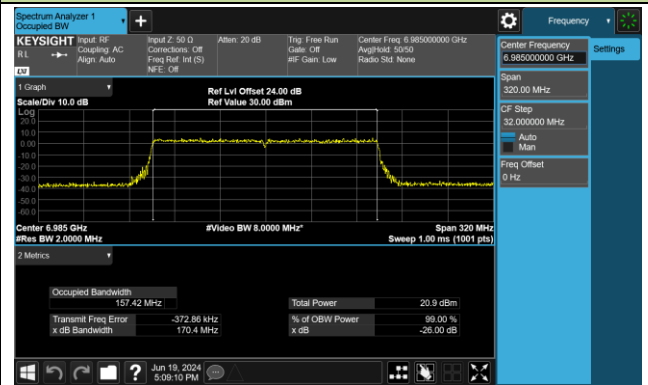 Spectrum Analyzer 1
Occupied BW
Frequency
KEYSIGHT
RL
Input: RF
Coupling: AC
Align: Auto
Input Z: 50 Ω
Corrections: Off
Freq Ref: Int (S)
NFE: Off
Atten: 20 dB
Trig: Free Run
Gate: Off
#IF Gain: Low
Center Freq: 6.985000000 GHz
Avg|Hold: 50/50
Radio Std: None
LXI
1 Graph
Scale/Div 10.0 dB
Ref Lvl Offset 24.00 dB
Ref Value 30.00 dBm
Log
20.0
10.0
0.00
-10.0
-20.0
-30.0
-40.0
-50.0
-60.0
Center 6.985 GHz
#Video BW 8.0000 MHz*
Span 320 MHz
#Res BW 2.0000 MHz
Sweep 1.00 ms (1001 pts)
2 Metrics
Occupied Bandwidth
157.42 MHz
Total Power 20.9 dBm
Transmit Freq Error -372.86 kHz
% of OBW Power 99.00 %
x dB Bandwidth 170.4 MHz
x dB -26.00 dB
Jun 19, 2024
5:09:10 PM
Center Frequency
6.985000000 GHz
Settings
Span
320.00 MHz
CF Step
32.000000 MHz
Auto
Man
Freq Offset
0 Hz